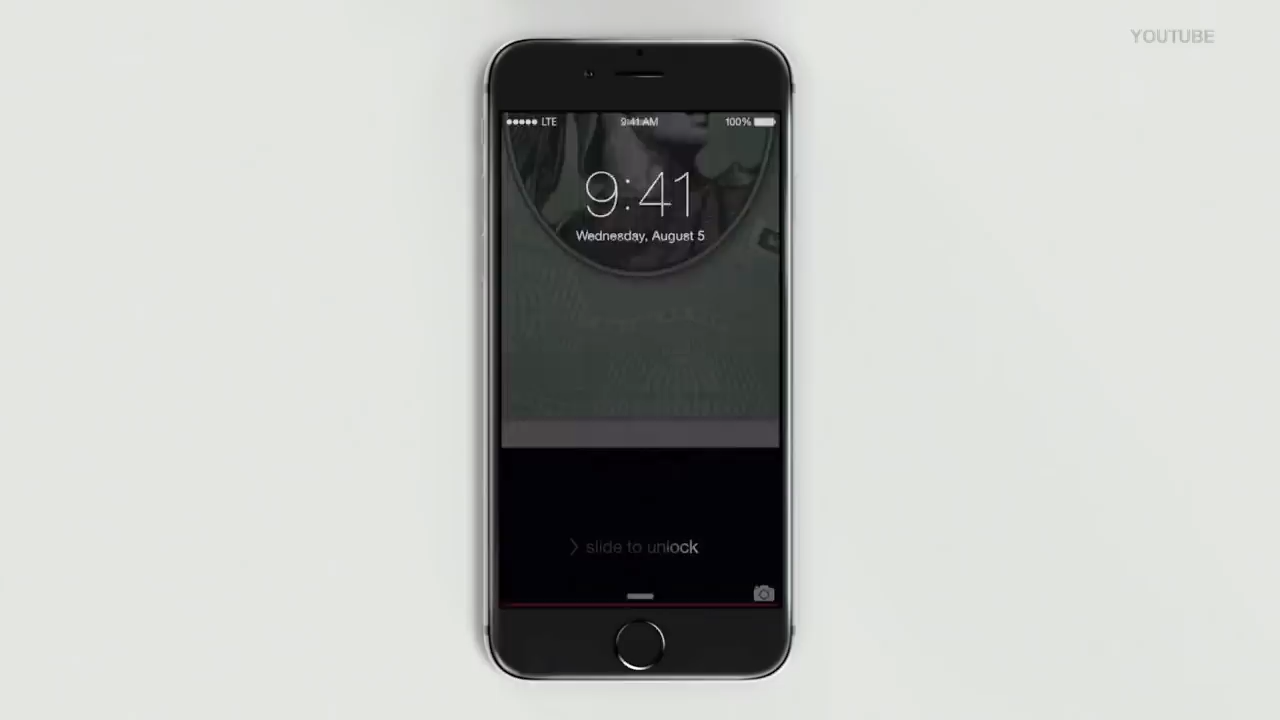 YOUTUBE
LTE
9:41 AM
100%
9:41
Wednesday, August 5
slide to unlock